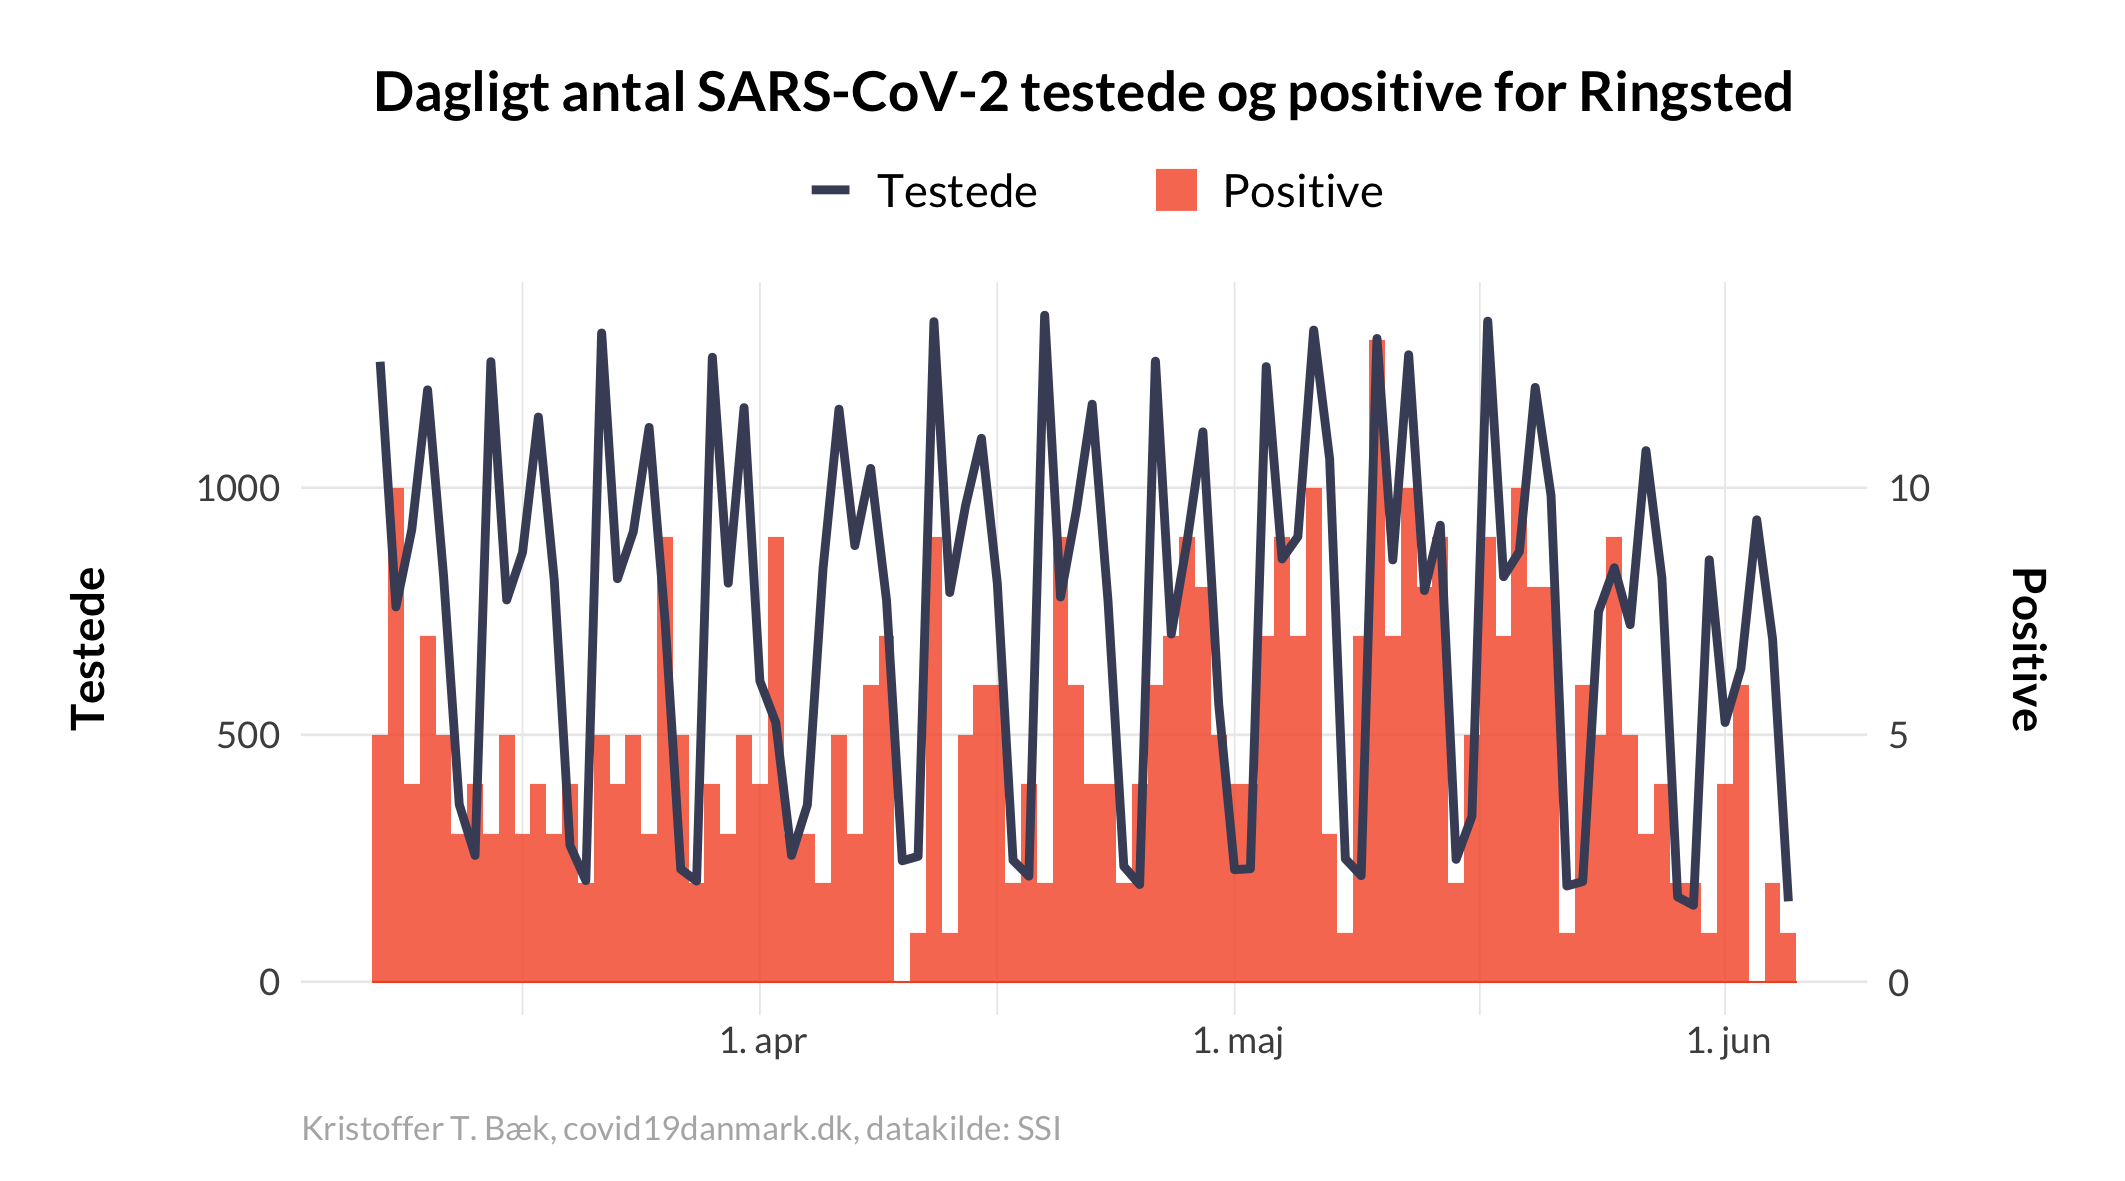 Dagligt antal SARS-CoV-2 testede og positive for Ringsted
Testede
Positive
Testede
1000
500
0
10
5
0
Positive
1. apr
1. maj
1. jun
Kristoffer T. Bæk, covid19danmark.dk, datakilde: SSI